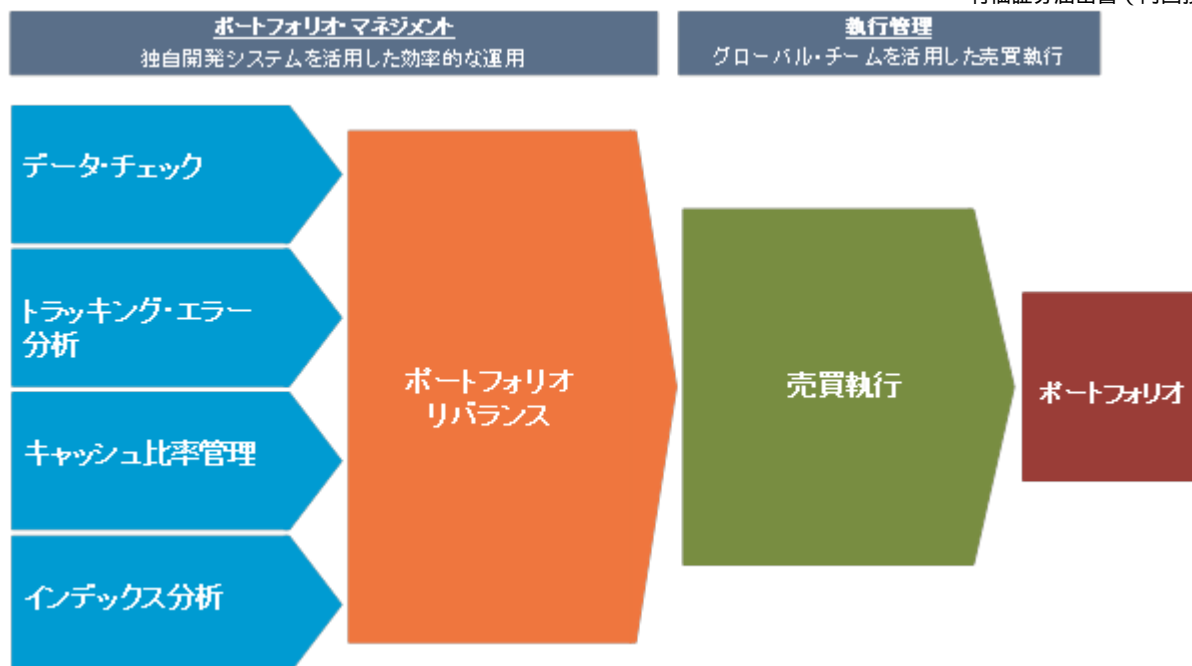 ポートフォリオ・マネジメント
独自開発システムを活用した効率的な運用
執行管理
グローバル・チームを活用した売買執行
データ・チェック
トラッキング・エラー
分析
キャッシュ比率管理
インデックス分析
ポートフォリオ
リバランス
売買執行
ポートフォリオ